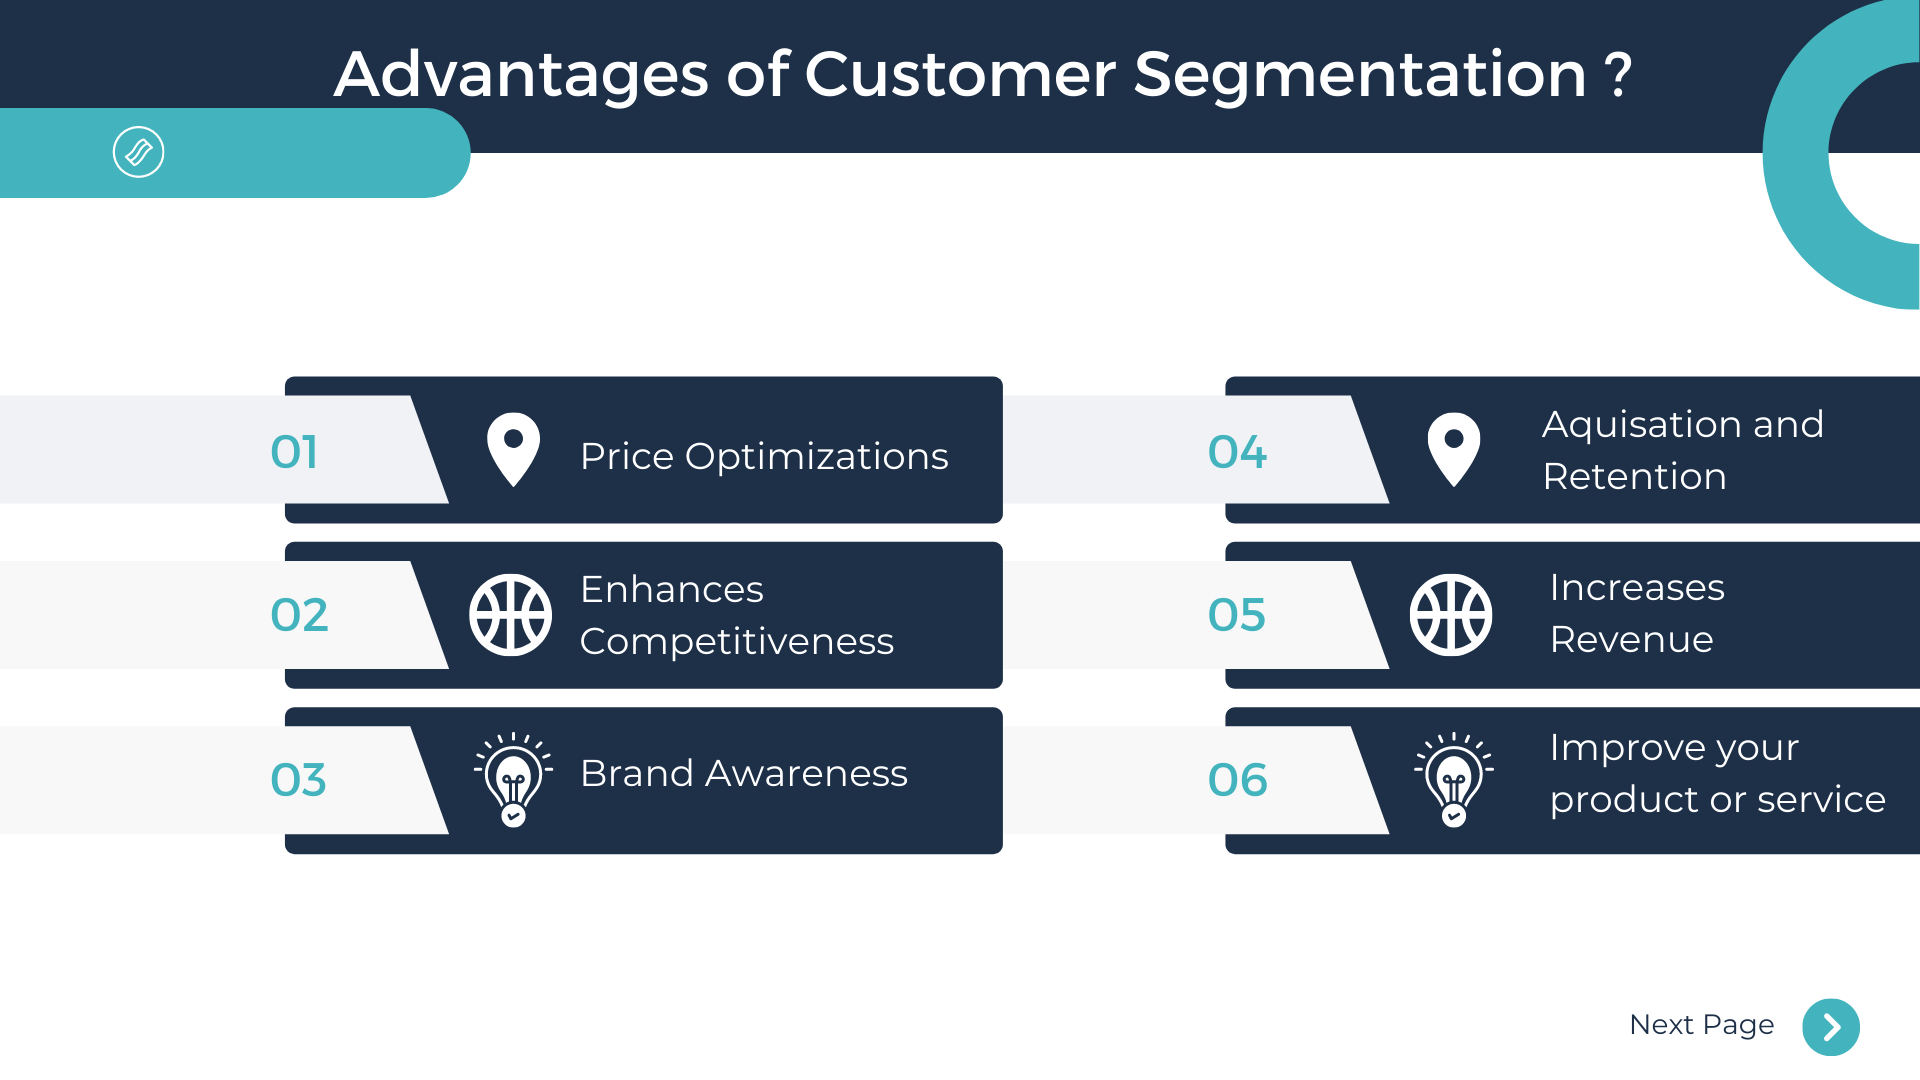 Advantages of Customer Segmentation ?
01
Price Optimizations
02
Enhances
Competitiveness
03
Brand Awareness
04
Aquisation and
Retention
05
Increases
Revenue
06
Improve your
product or service
Next Page